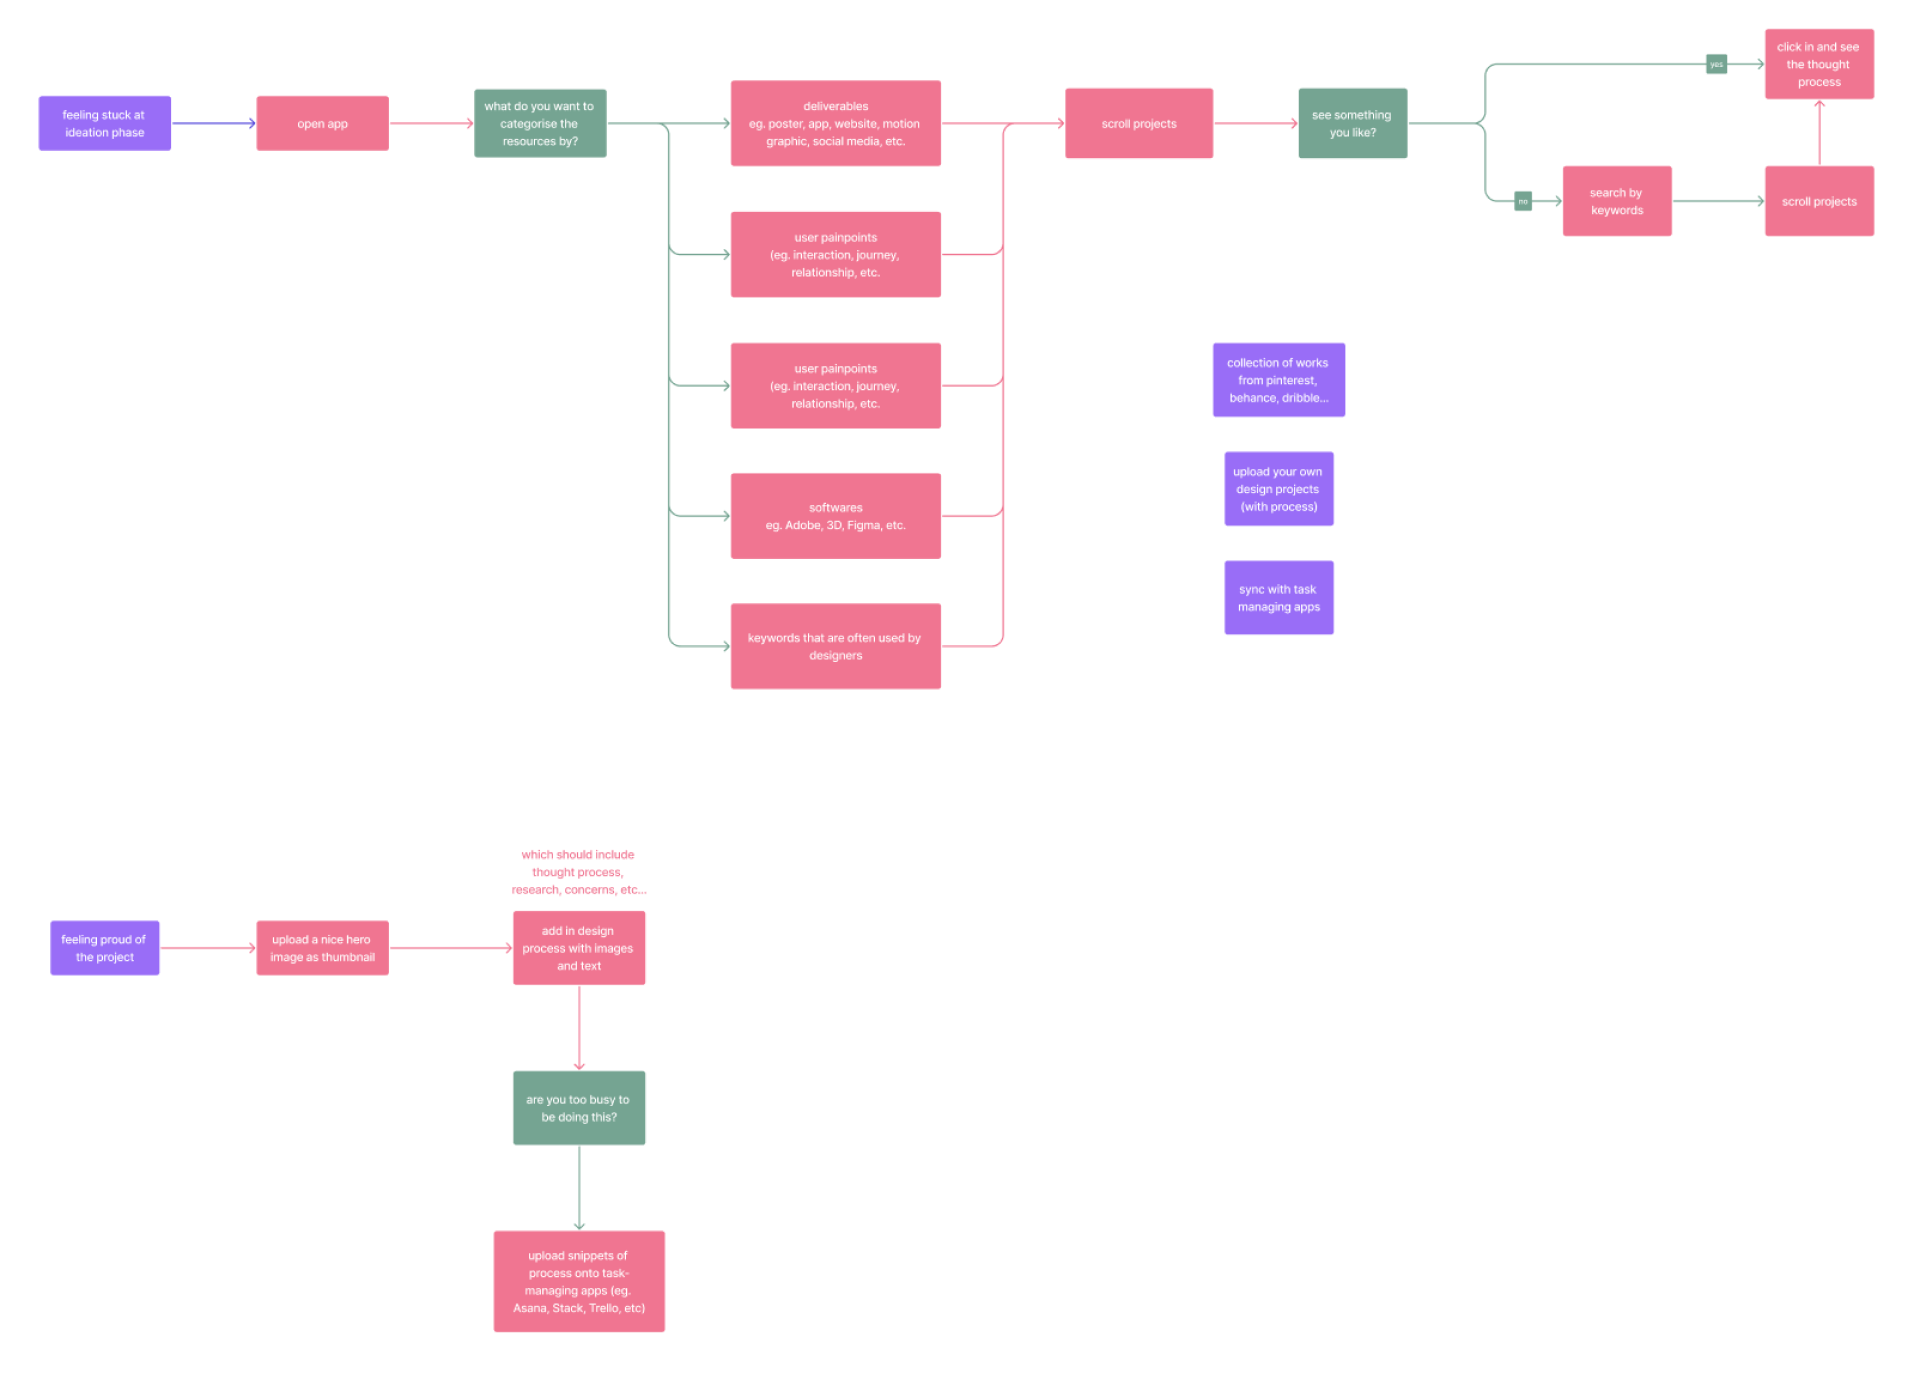 feeling stuck at
ideation phase
open app
what do you want to
categorise the
resources by?
deliverables
eg. poster, app, website, motion
graphic, social media, etc.
user painpoints
(eg. interaction, journey,
relationship, etc.
user painpoints
(eg. interaction, journey,
relationship, etc.
softwares
eg. Adobe, 3D, Figma, etc.
keywords that are often used by
designers
scroll projects
see something
you like?
yes
click in and see
the thought
process
no
search by
keywords
scroll projects
collection of works
from pinterest,
behance, dribble...
upload your own
design projects
(with process)
sync with task
managing apps
feeling proud of
the project
upload a nice hero
image as thumbnail
which should include
thought process,
research, concerns, etc...
add in design
process with images
and text
are you too busy to
be doing this?
upload snippets of
process onto task-
managing apps (eg.
Asana, Stack, Trello, etc)